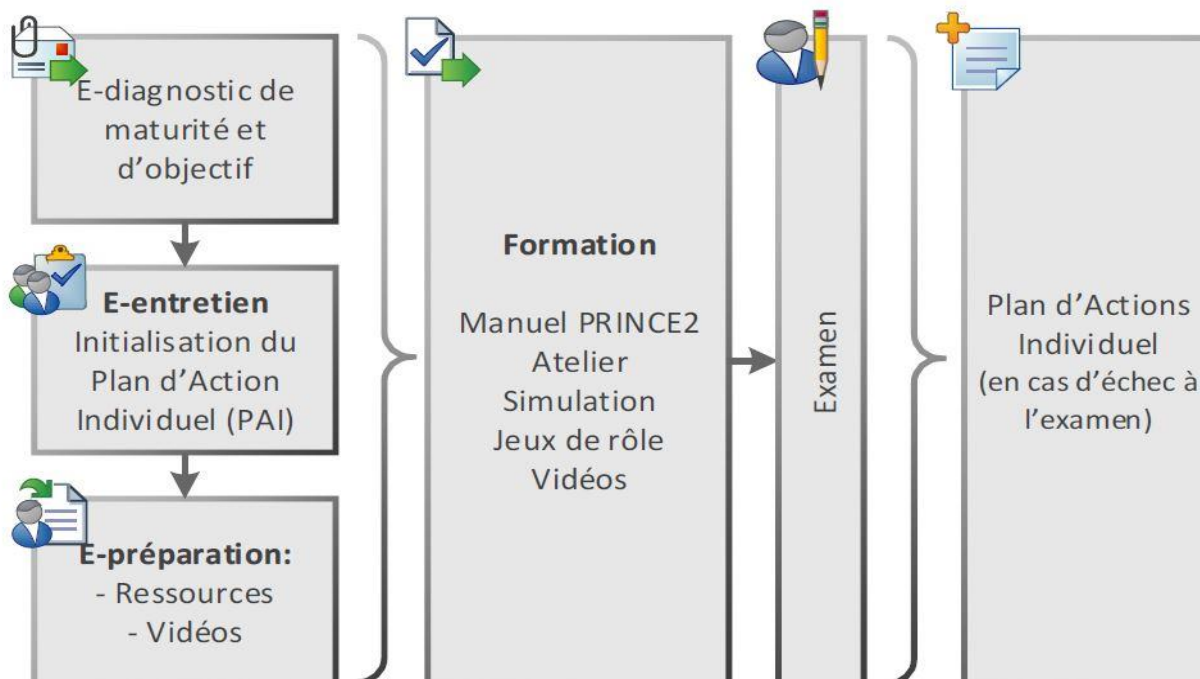 E-diagnostic de
maturité et
d’objectif
E-entretien
Initialisation du
Plan d’Action
Individuel (PAI)
E-préparation:
- Ressources
- Vidéos
Formation
Manuel PRINCE2
Atelier
Simulation
Jeux de rôle
Vidéos
Examen
Plan d’Actions
Individuel
(en cas d’échec à
l’examen)